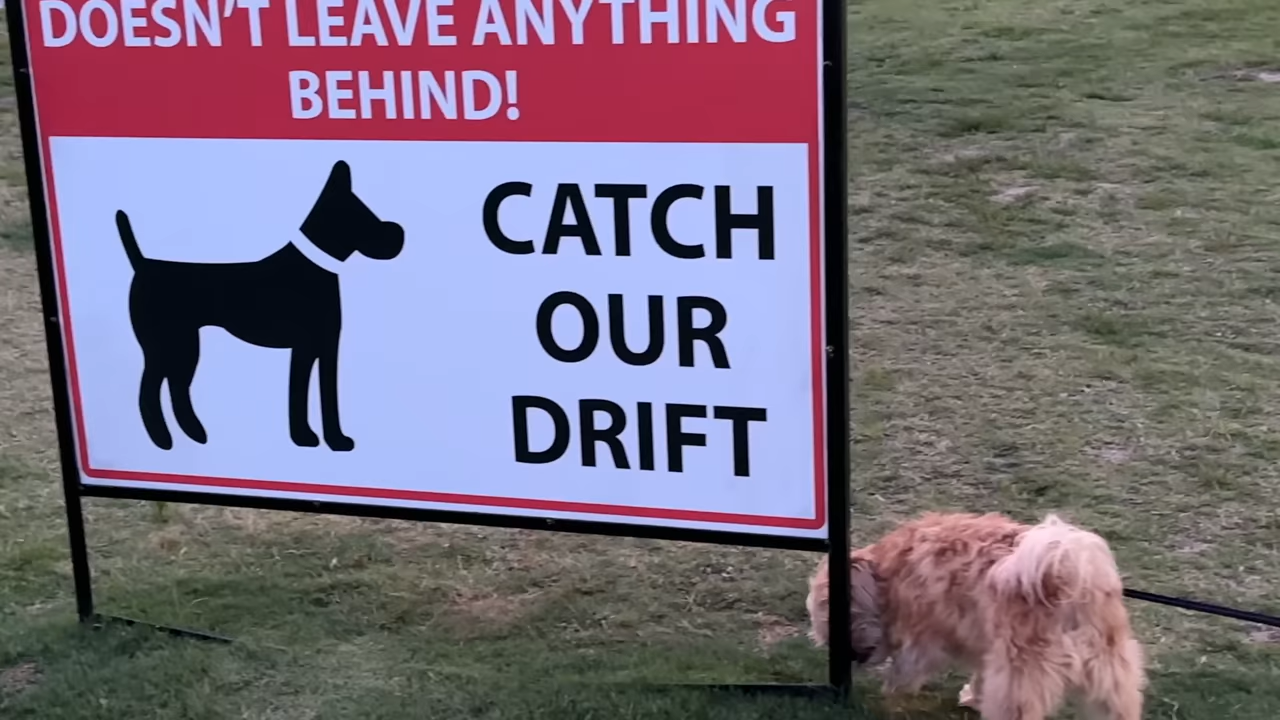 DOESN'T LEAVE ANYTHING
BEHIND!
CATCH
OUR
DRIFT